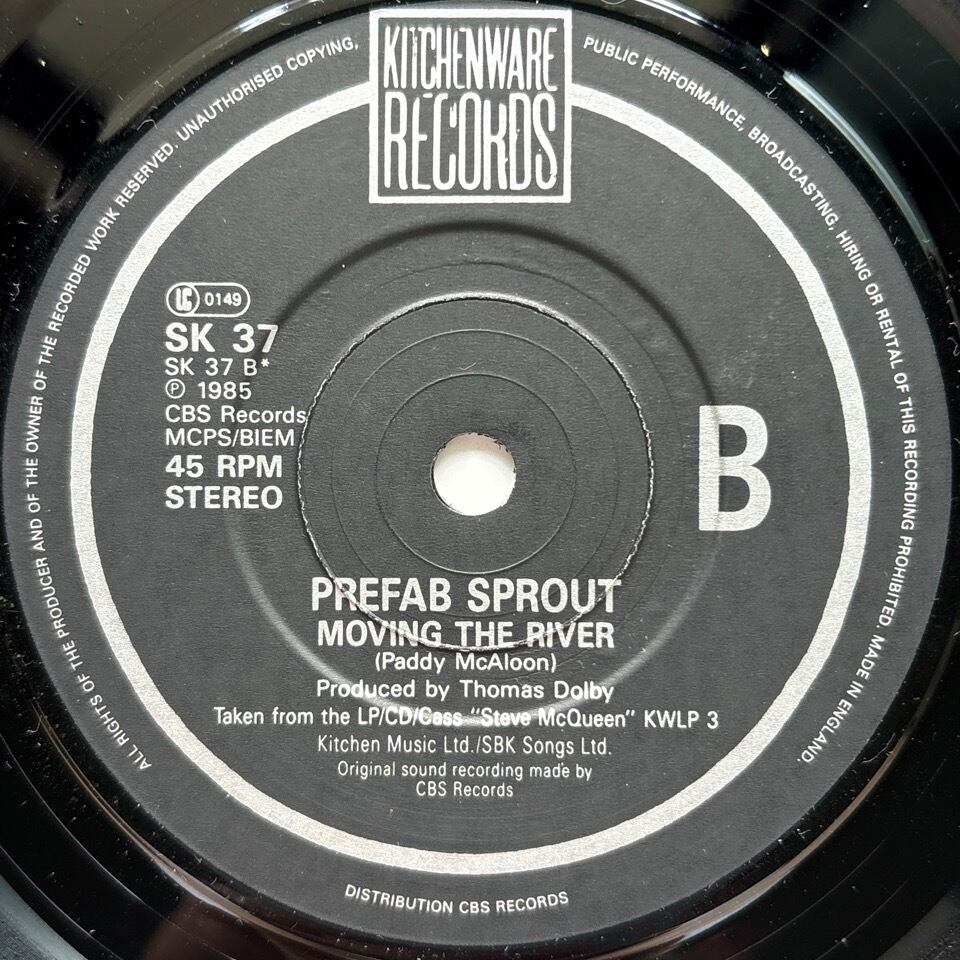 KITCHENWARE
RECORDS
ALL RIGHTS OF THE PRODUCER AND OF THE OWNER OF THE RECORDED WORK RESERVED. UNAUTHORISED COPYING,
PUBLIC PERFORMANCE, BROADCASTING, HIRING OR RENTAL OF THIS RECORDING PROHIBITED. MADE IN ENGLAND.
LC 0149
SK 37
SK 37 B*
℗ 1985
CBS Records
MCPS/BIEM
45 RPM
STEREO
B
PREFAB SPROUT
MOVING THE RIVER
(Paddy McAloon)
Produced by Thomas Dolby
Taken from the LP/CD/Cass "Steve McQueen" KWLP 3
Kitchen Music Ltd./SBK Songs Ltd.
Original sound recording made by
CBS Records
DISTRIBUTION CBS RECORDS